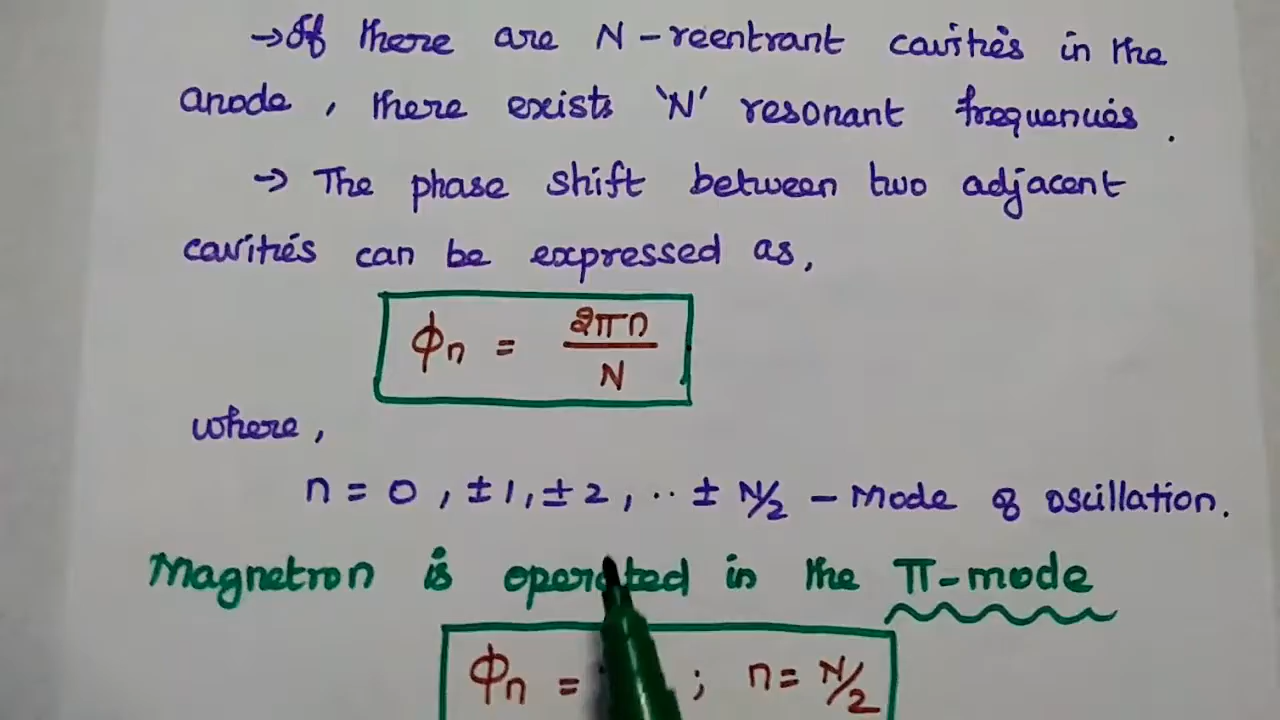 → If there are N-reentrant cavities in the
anode, there exists 'N' resonant frequencies.
→ The phase shift between two adjacent
cavities can be expressed as,
ϕn = 2πn/N
where,
n = 0, ±1, ±2, .. ± N/2 – Mode of oscillation.
Magnetron is operated in the π-mode
ϕn = ; n = N/2